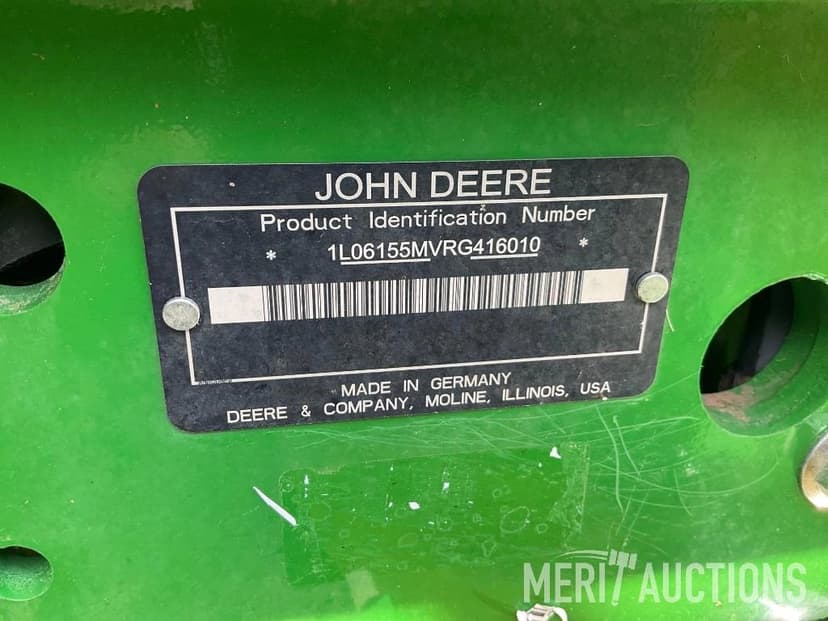 JOHN DEERE
Product Identification Number
* 1L06155MVRG416010 *
MADE IN GERMANY
DEERE & COMPANY, MOLINE, ILLINOIS, USA
MERIT AUCTIONS